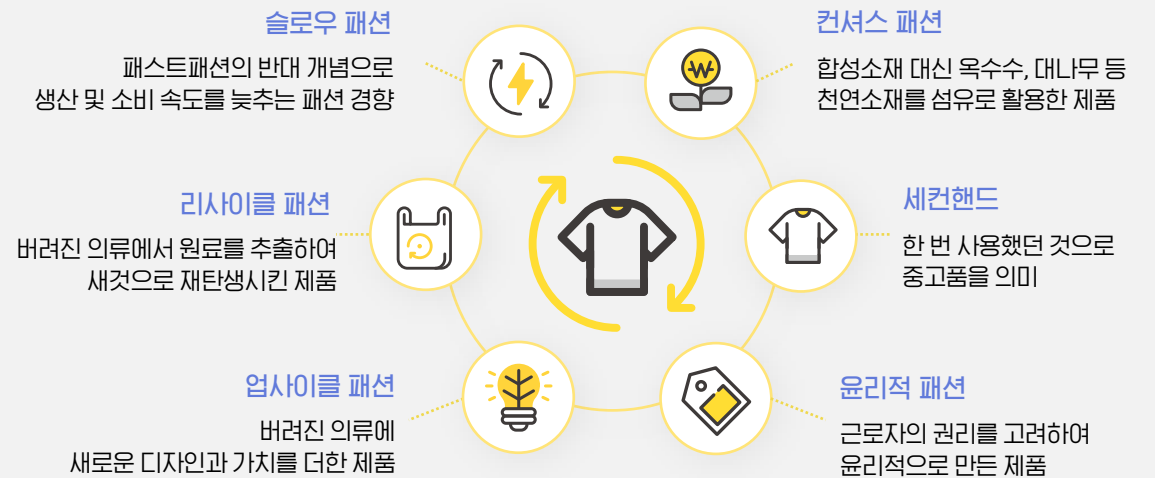 슬로우 패션
패스트패션의 반대 개념으로
생산 및 소비 속도를 늦추는 패션 경향
컨셔스 패션
합성소재 대신 옥수수, 대나무 등
천연소재를 섬유로 활용한 제품
리사이클 패션
버려진 의류에서 원료를 추출하여
새것으로 재탄생시킨 제품
세컨핸드
한 번 사용했던 것으로
중고품을 의미
업사이클 패션
버려진 의류에
새로운 디자인과 가치를 더한 제품
윤리적 패션
근로자의 권리를 고려하여
윤리적으로 만든 제품